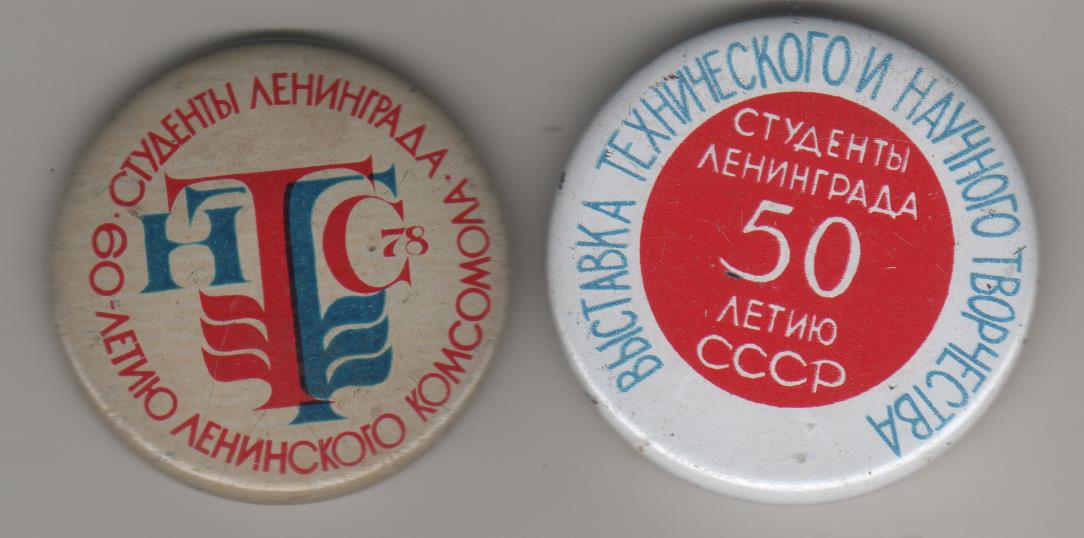 СТУДЕНТЫ ЛЕНИНГРАДА
60-ЛЕТИЮ ЛЕНИНСКОГО КОМСОМОЛА
НТС
78
ВЫСТАВКА ТЕХНИЧЕСКОГО И НАУЧНОГО ТВОРЧЕСТВА
СТУДЕНТЫ
ЛЕНИНГРАДА
50
ЛЕТИЮ
СССР